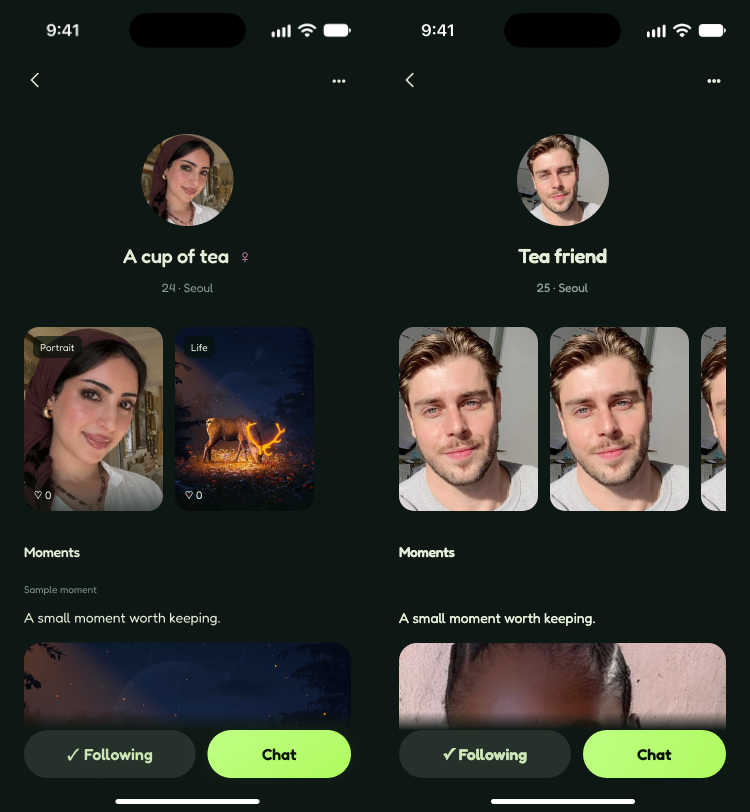 9:41
A cup of tea ♀
24 · Seoul
Portrait
Life
♡ 0
♡ 0
Moments
Sample moment
A small moment worth keeping.
✓ Following
Chat
9:41
Tea friend
25 · Seoul
Moments
A small moment worth keeping.
✓ Following
Chat